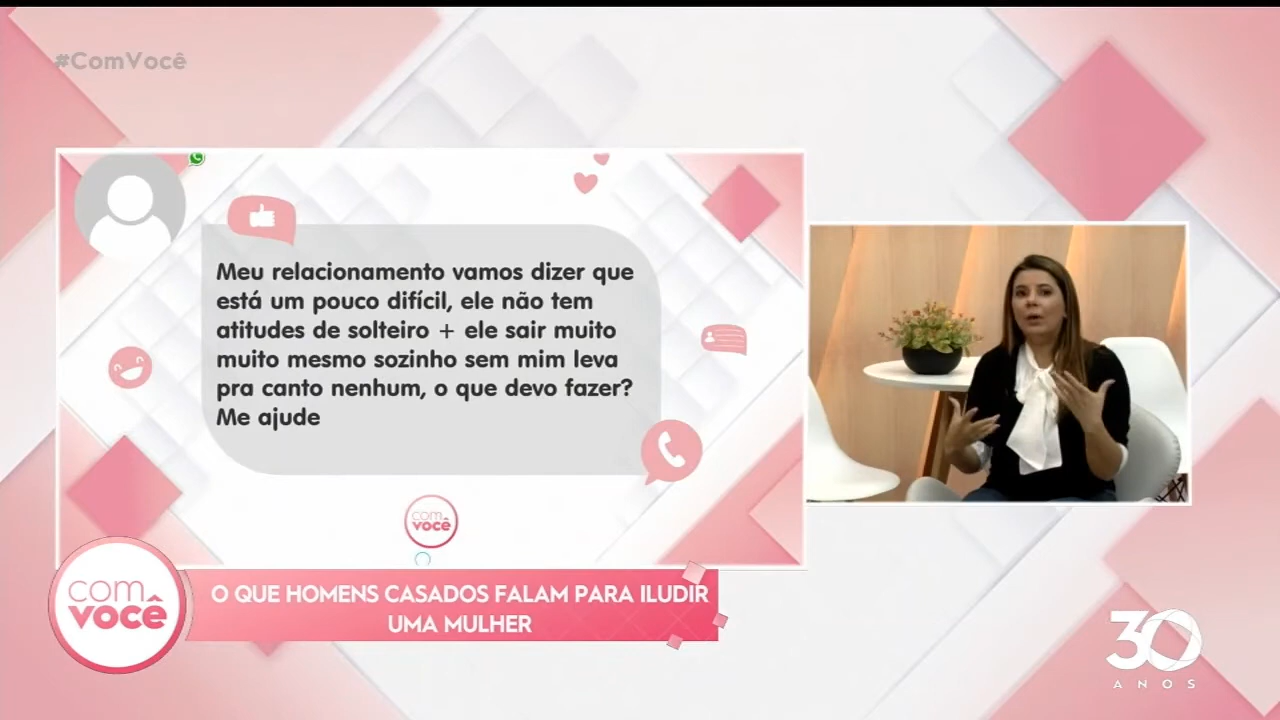 #ComVocê
Meu relacionamento vamos dizer que
está um pouco difícil, ele não tem
atitudes de solteiro + ele sair muito
muito mesmo sozinho sem mim leva
pra canto nenhum, o que devo fazer?
Me ajude
com
você
com
você
O QUE HOMENS CASADOS FALAM PARA ILUDIR
UMA MULHER
30
ANOS